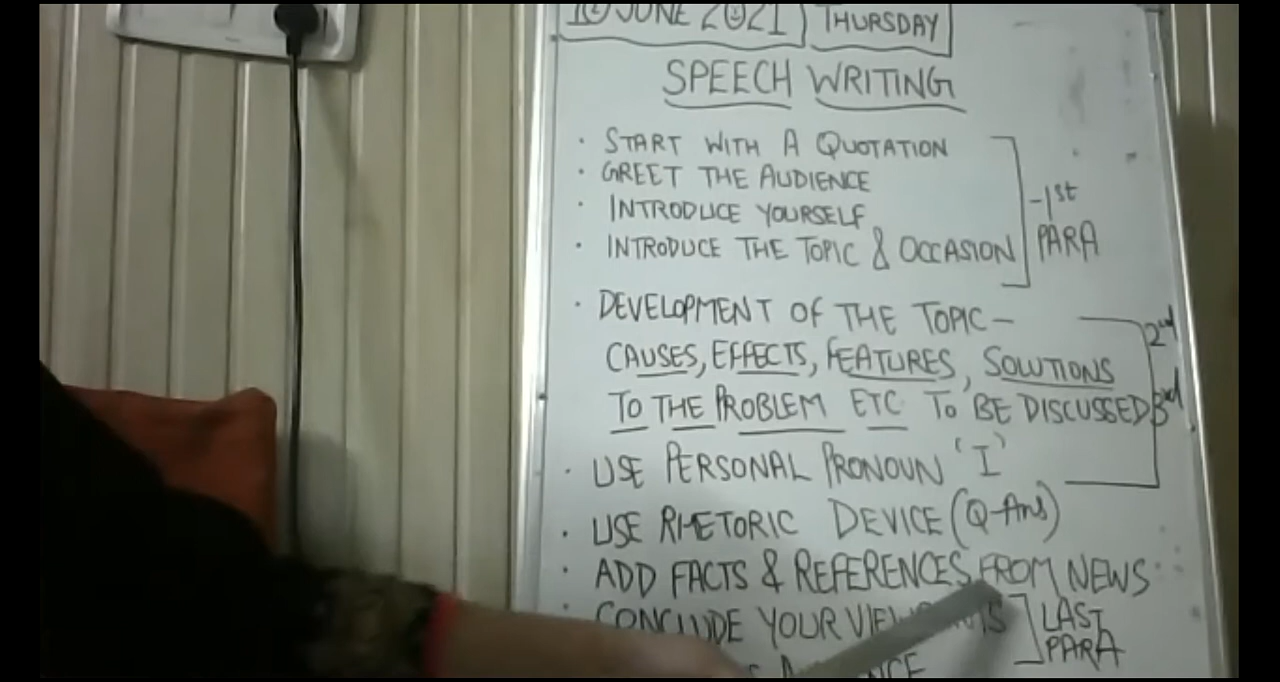 10 JUNE 2021 THURSDAY
SPEECH WRITING
· START WITH A QUOTATION
· GREET THE AUDIENCE
· INTRODUCE YOURSELF
· INTRODUCE THE TOPIC & OCCASION
-1st
PARA
· DEVELOPMENT OF THE TOPIC –
CAUSES, EFFECTS, FEATURES, SOLUTIONS
TO THE PROBLEM ETC TO BE DISCUSSED
· USE PERSONAL PRONOUN 'I'
2nd
3rd
· USE RHETORIC DEVICE (Q-Ans)
· ADD FACTS & REFERENCES FROM NEWS
· CONCLUDE YOUR
LAST
PARA